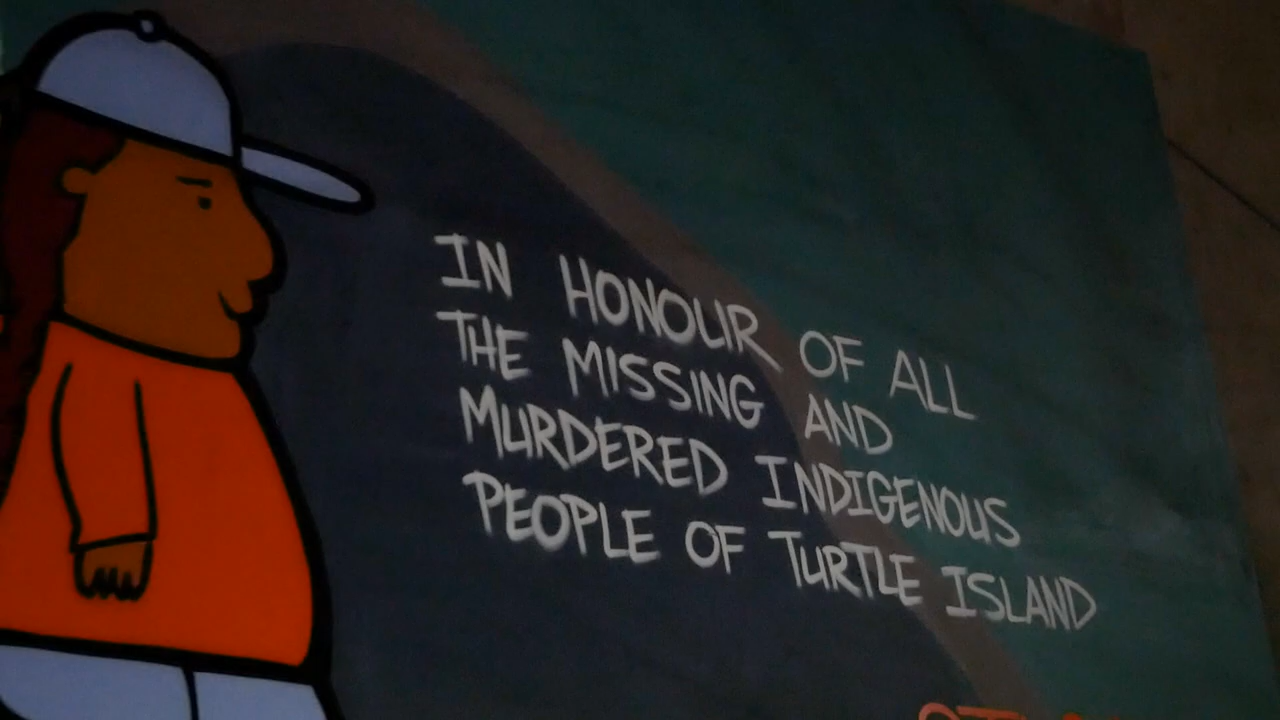 IN HONOUR OF ALL
THE MISSING AND
MURDERED INDIGENOUS
PEOPLE OF TURTLE ISLAND